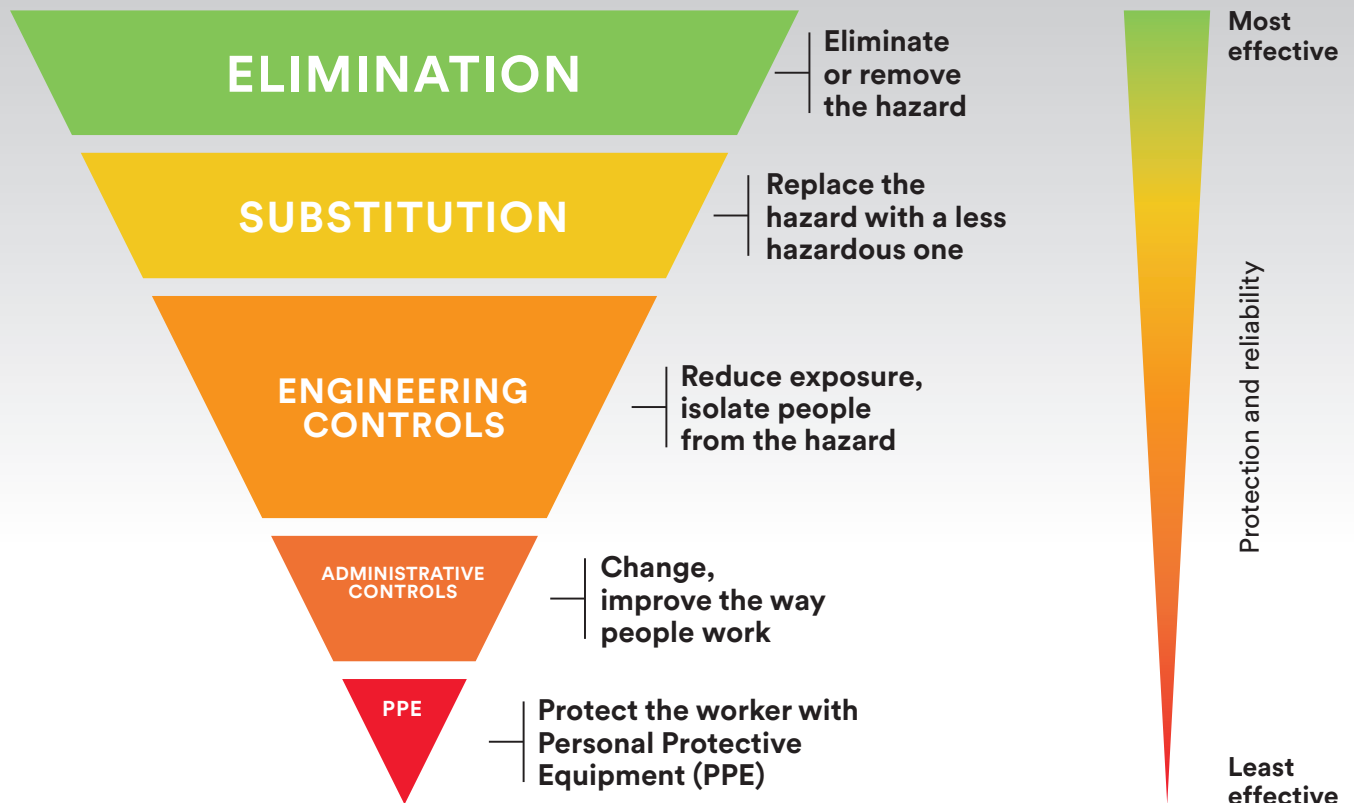 ELIMINATION
Eliminate
or remove
the hazard
Most
effective
SUBSTITUTION
Replace the
hazard with a less
hazardous one
ENGINEERING
CONTROLS
Reduce exposure,
isolate people
from the hazard
Protection and reliability
ADMINISTRATIVE
CONTROLS
Change,
improve the way
people work
PPE
Protect the worker with
Personal Protective
Equipment (PPE)
Least
effective